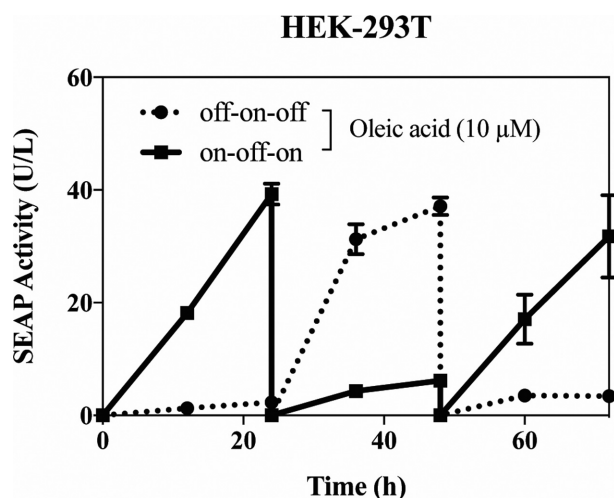 HEK-293T
SEAP Activity (U/L)
60
40
20
0
off-on-off
on-off-on
Oleic acid (10 μM)
0
20
40
60
Time (h)